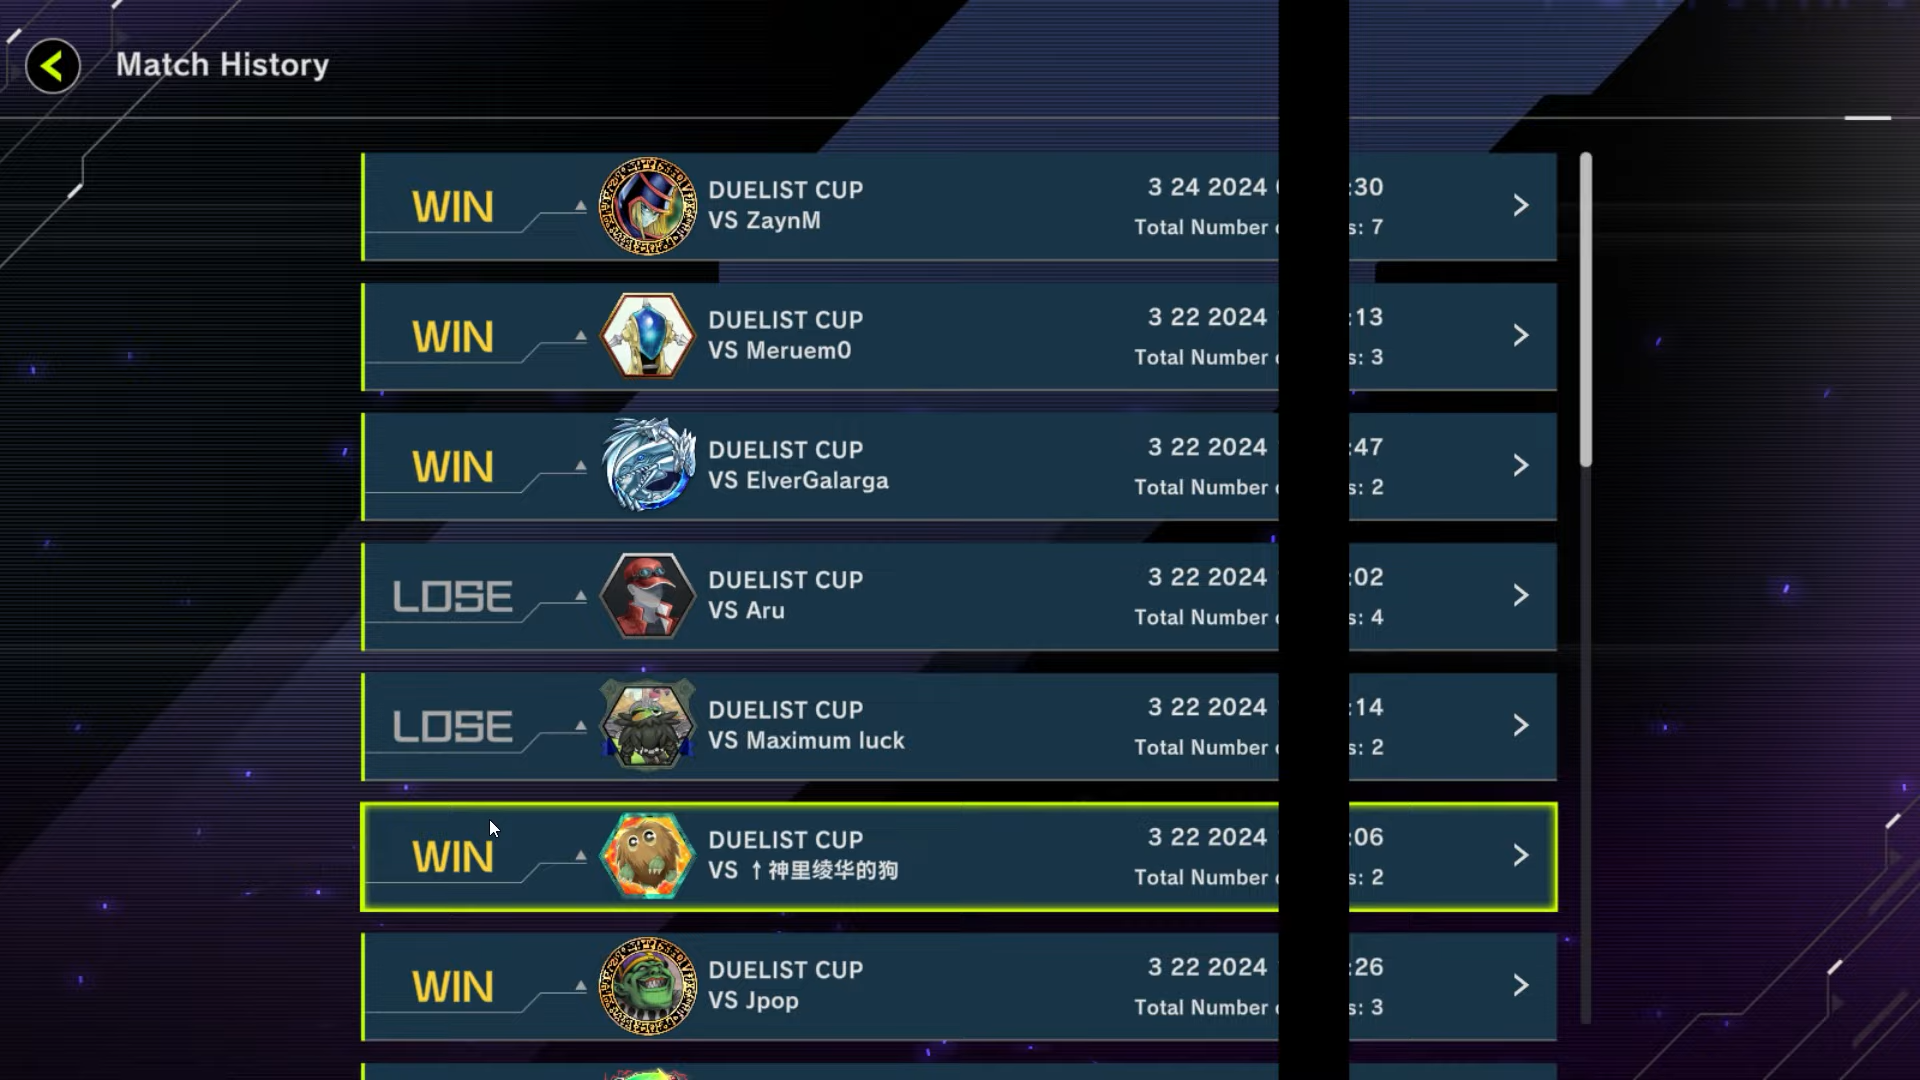 Match History
WIN
DUELIST CUP
VS ZaynM
3 24 2024 :30
Total Number s: 7
WIN
DUELIST CUP
VS Meruem0
3 22 2024 :13
Total Number s: 3
WIN
DUELIST CUP
VS ElverGalarga
3 22 2024 :47
Total Number s: 2
LOSE
DUELIST CUP
VS Aru
3 22 2024 :02
Total Number s: 4
LOSE
DUELIST CUP
VS Maximum luck
3 22 2024 :14
Total Number s: 2
WIN
DUELIST CUP
VS ↑神里绫华的狗
3 22 2024 :06
Total Number s: 2
WIN
DUELIST CUP
VS Jpop
3 22 2024 :26
Total Number s: 3